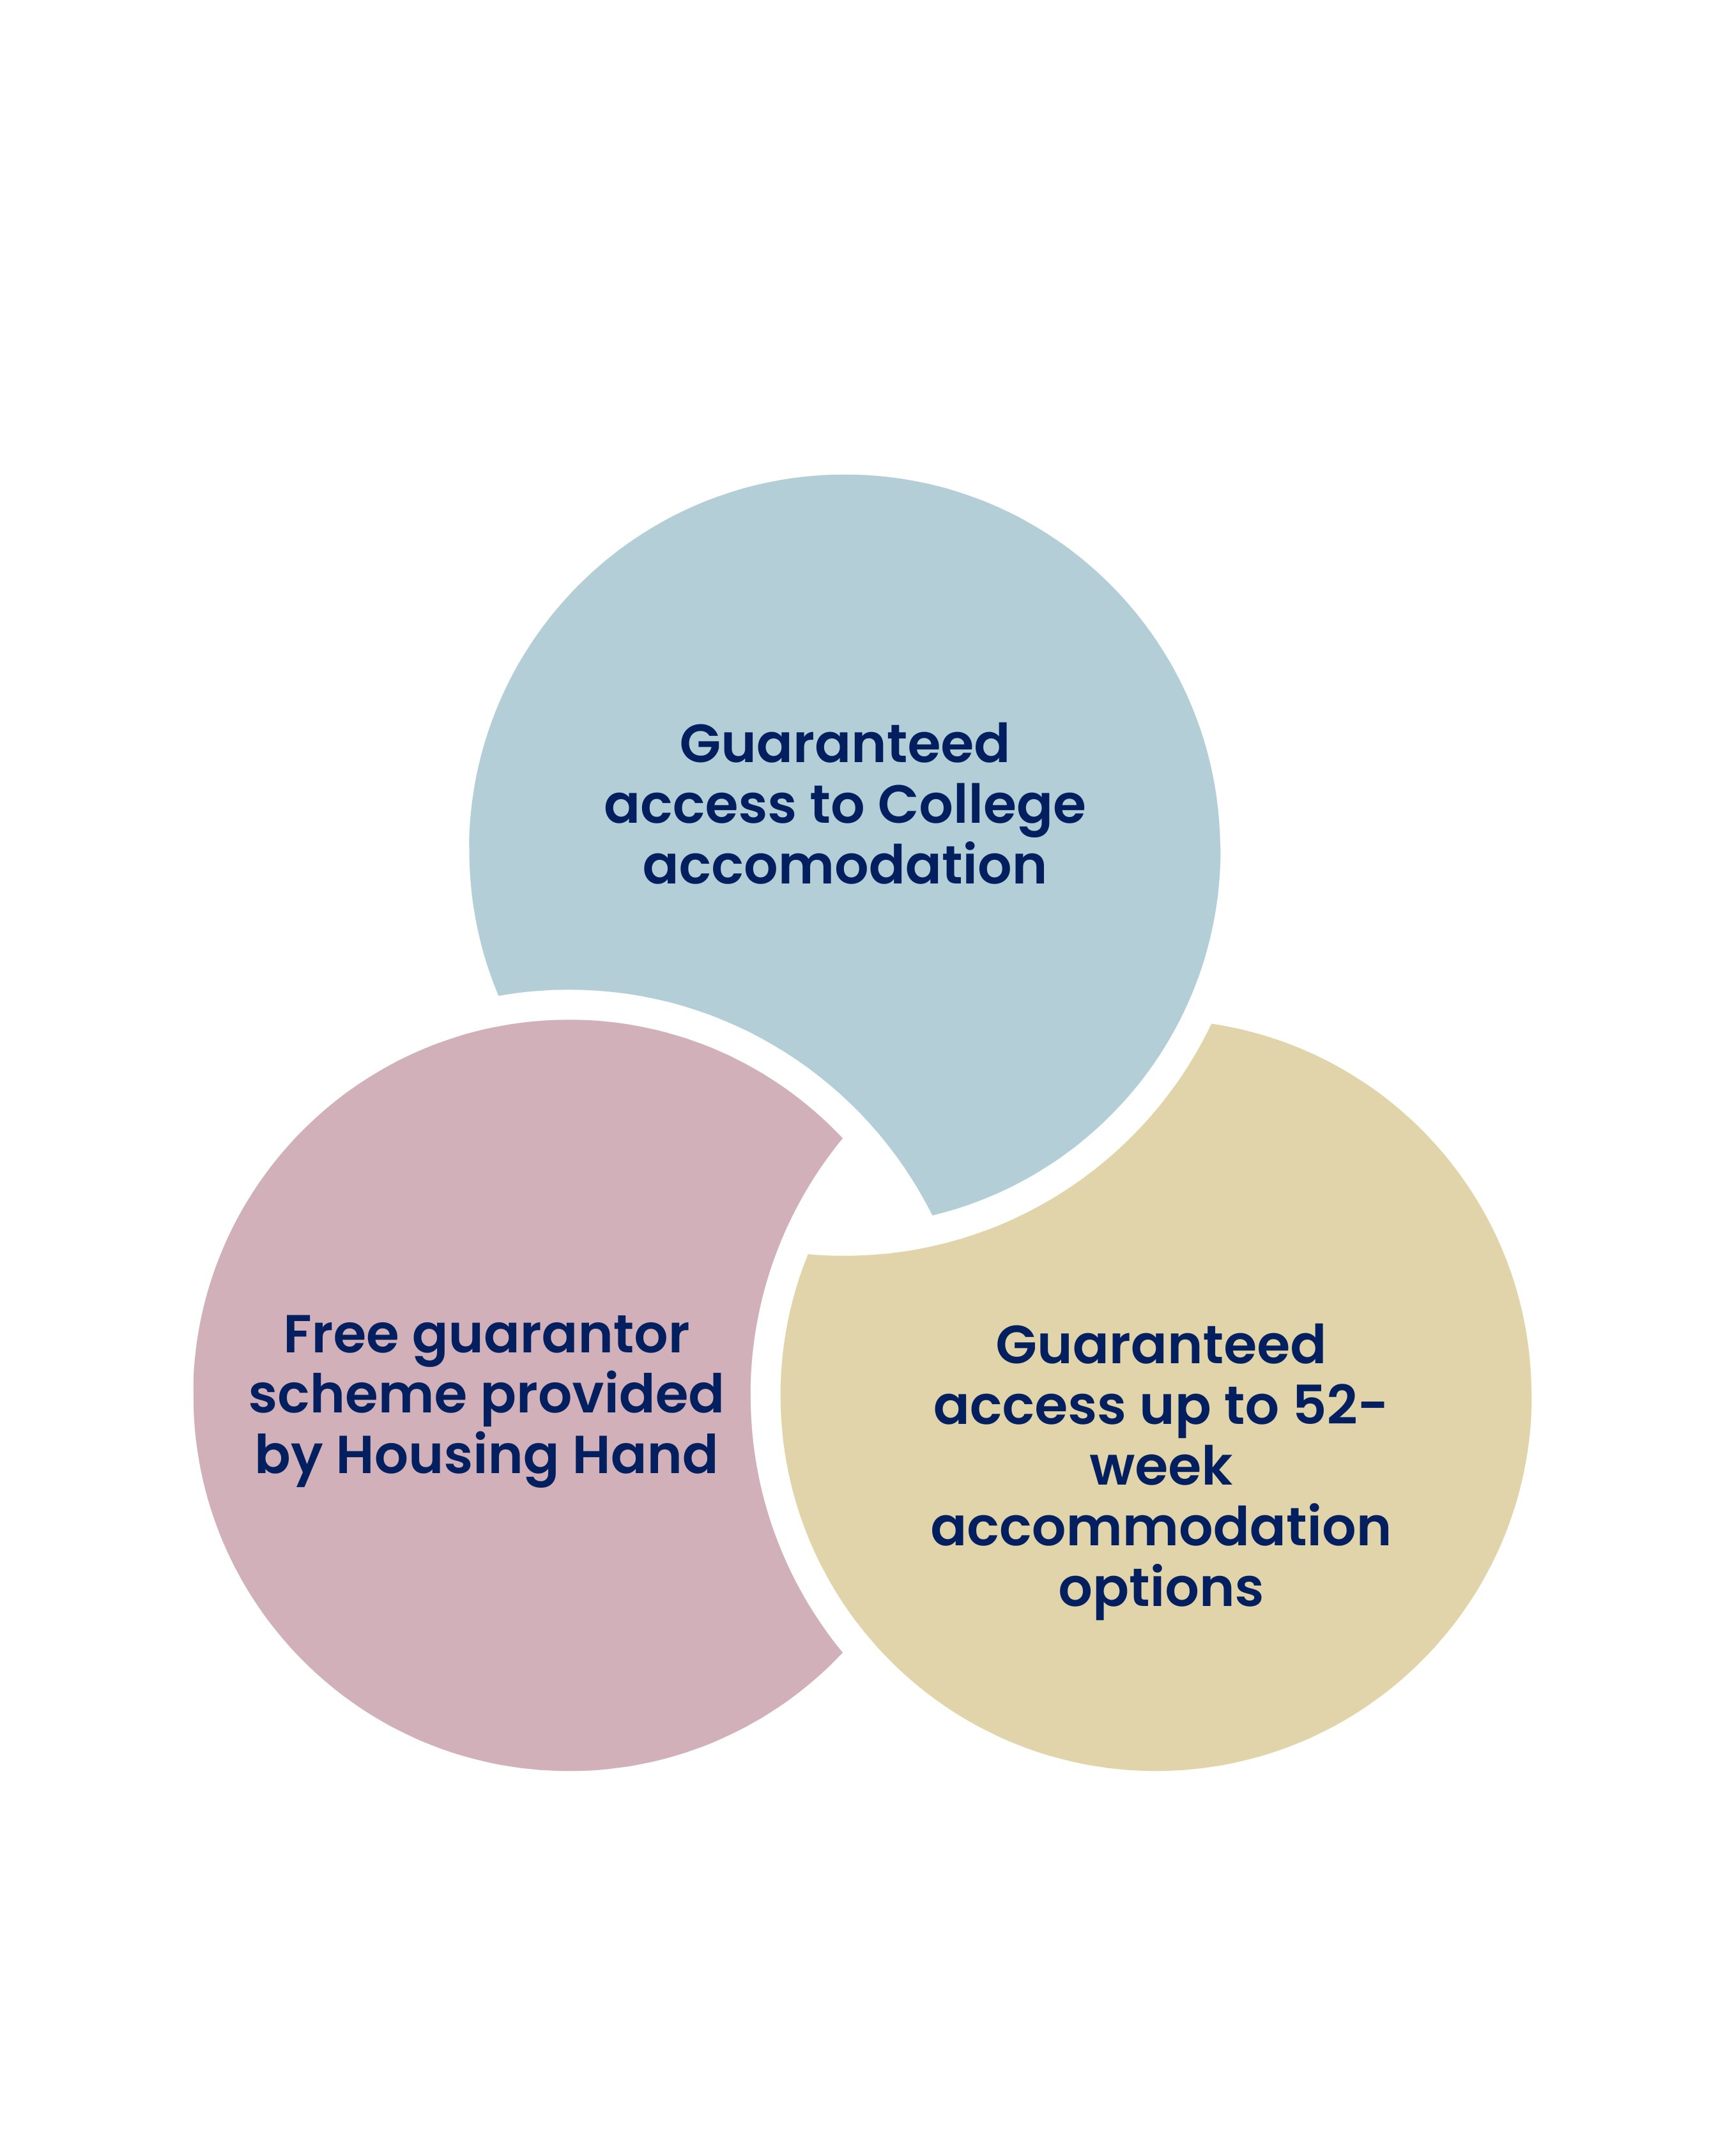 Guaranteed
access to College
accomodation
Free guarantor
scheme provided
by Housing Hand
Guaranteed
access up to 52-
week
accommodation
options